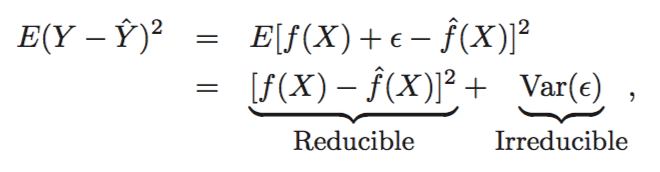 E(Y − Ŷ)² = E[f(X) + ϵ − f̂(X)]²
= [f(X) − f̂(X)]² + Var(ϵ) ,
Reducible Irreducible